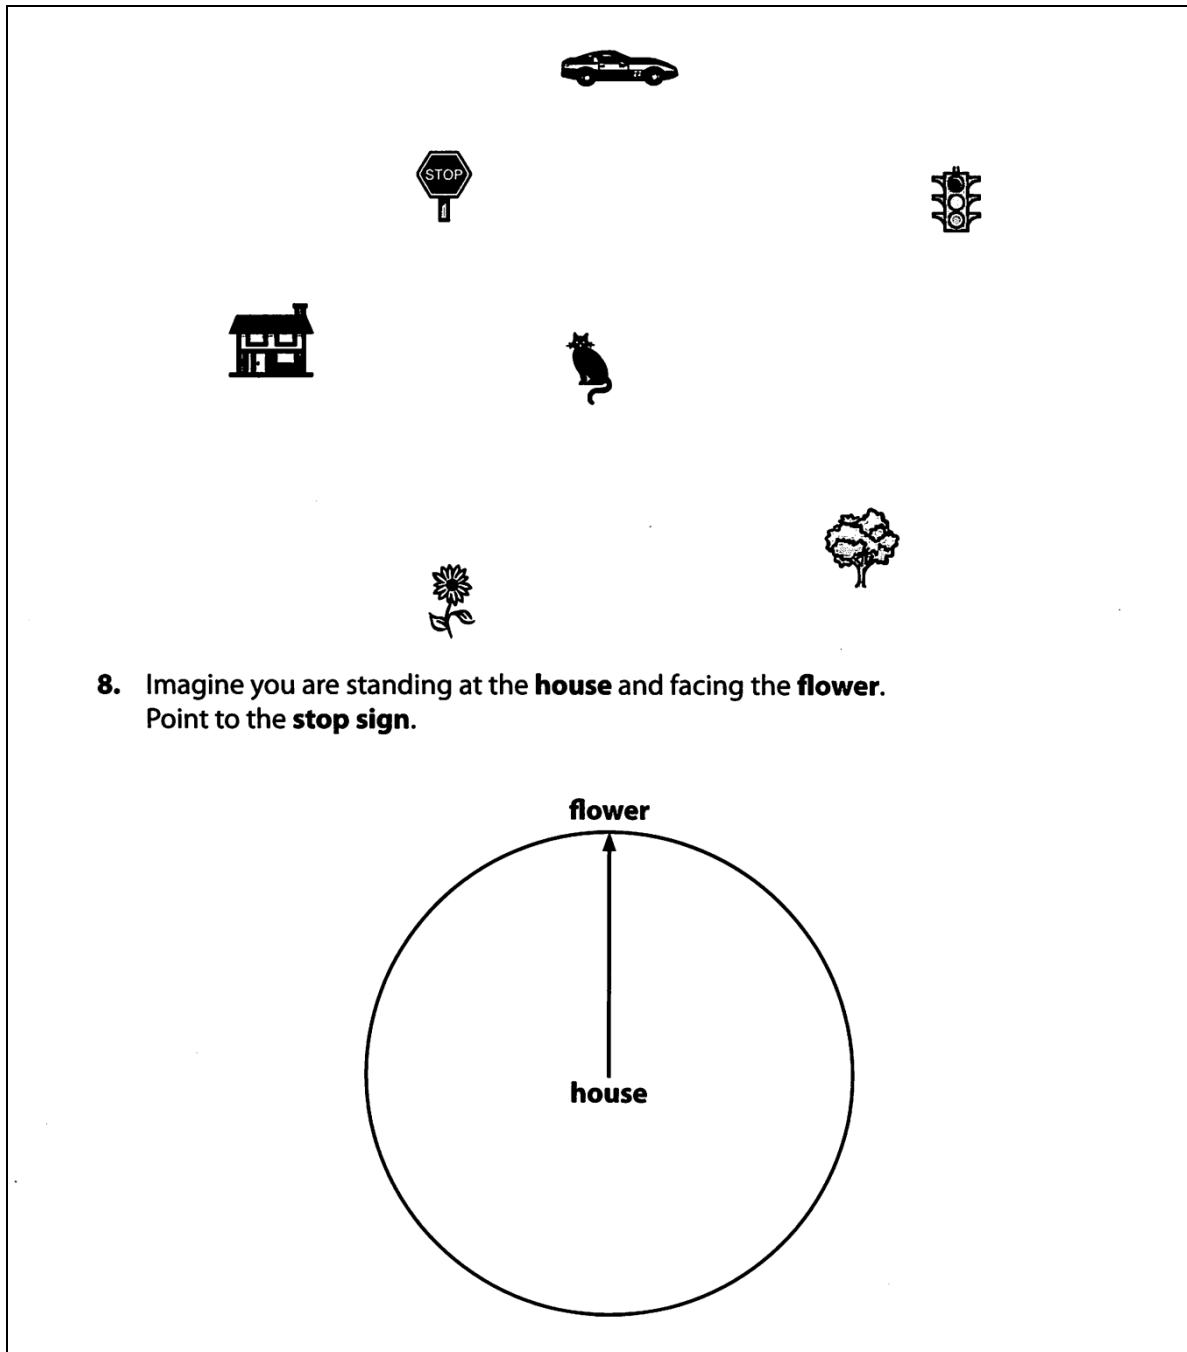 STOP
8. Imagine you are standing at the house and facing the flower.
Point to the stop sign.
flower
house